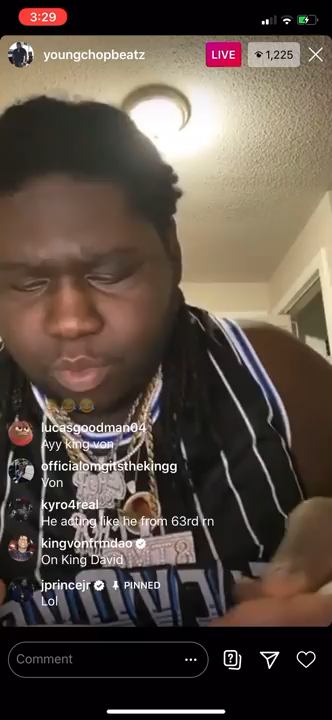 3:29
youngchopbeatz
LIVE
1,225
😂😂😂
lucasgoodman04
Ayy king von
officialomgitsthekingg
Von
kyro4real
He acting like he from 63rd rn
kingvonfrmdao
On King David
jprincejr PINNED
Lol
Comment